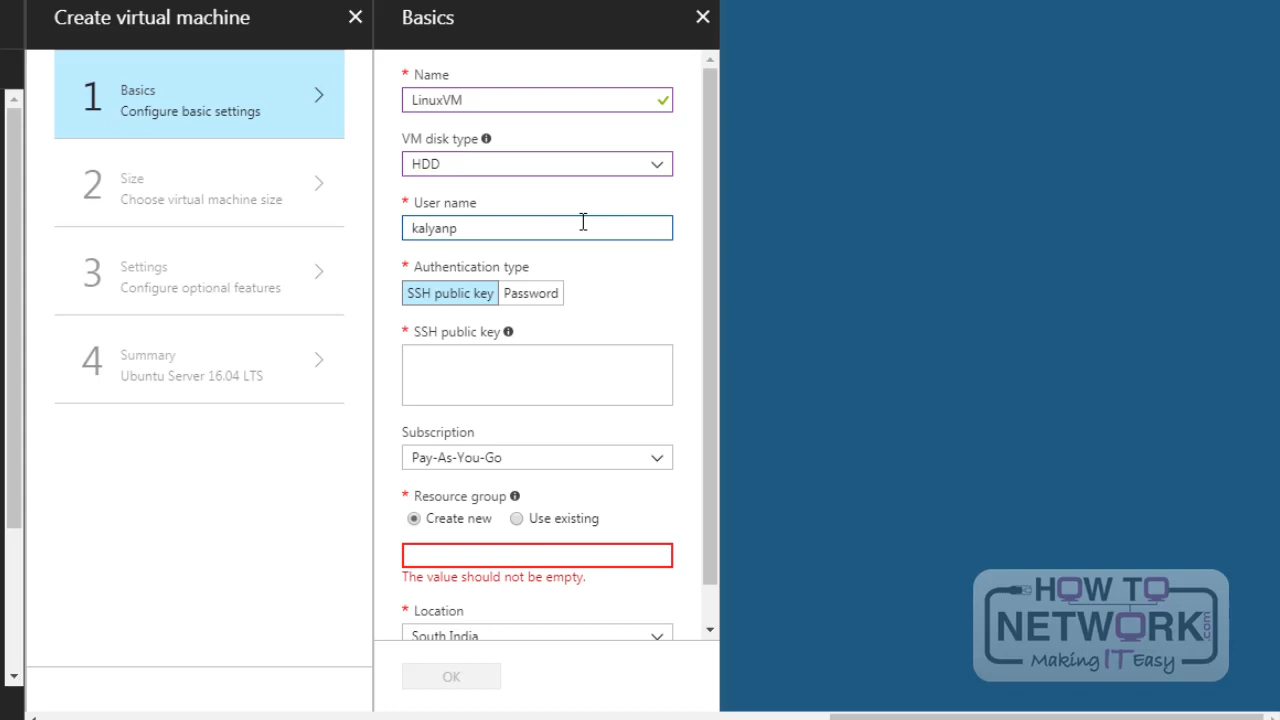 Create virtual machine
Basics
1
Basics
Configure basic settings
2
Size
Choose virtual machine size
3
Settings
Configure optional features
4
Summary
Ubuntu Server 16.04 LTS
* Name
LinuxVM
VM disk type
HDD
* User name
kalyanp
* Authentication type
SSH public key Password
* SSH public key
Subscription
Pay-As-You-Go
* Resource group
Create new Use existing
The value should not be empty.
* Location
South India
OK
HOW TO
NETWORK.com
Making IT Easy